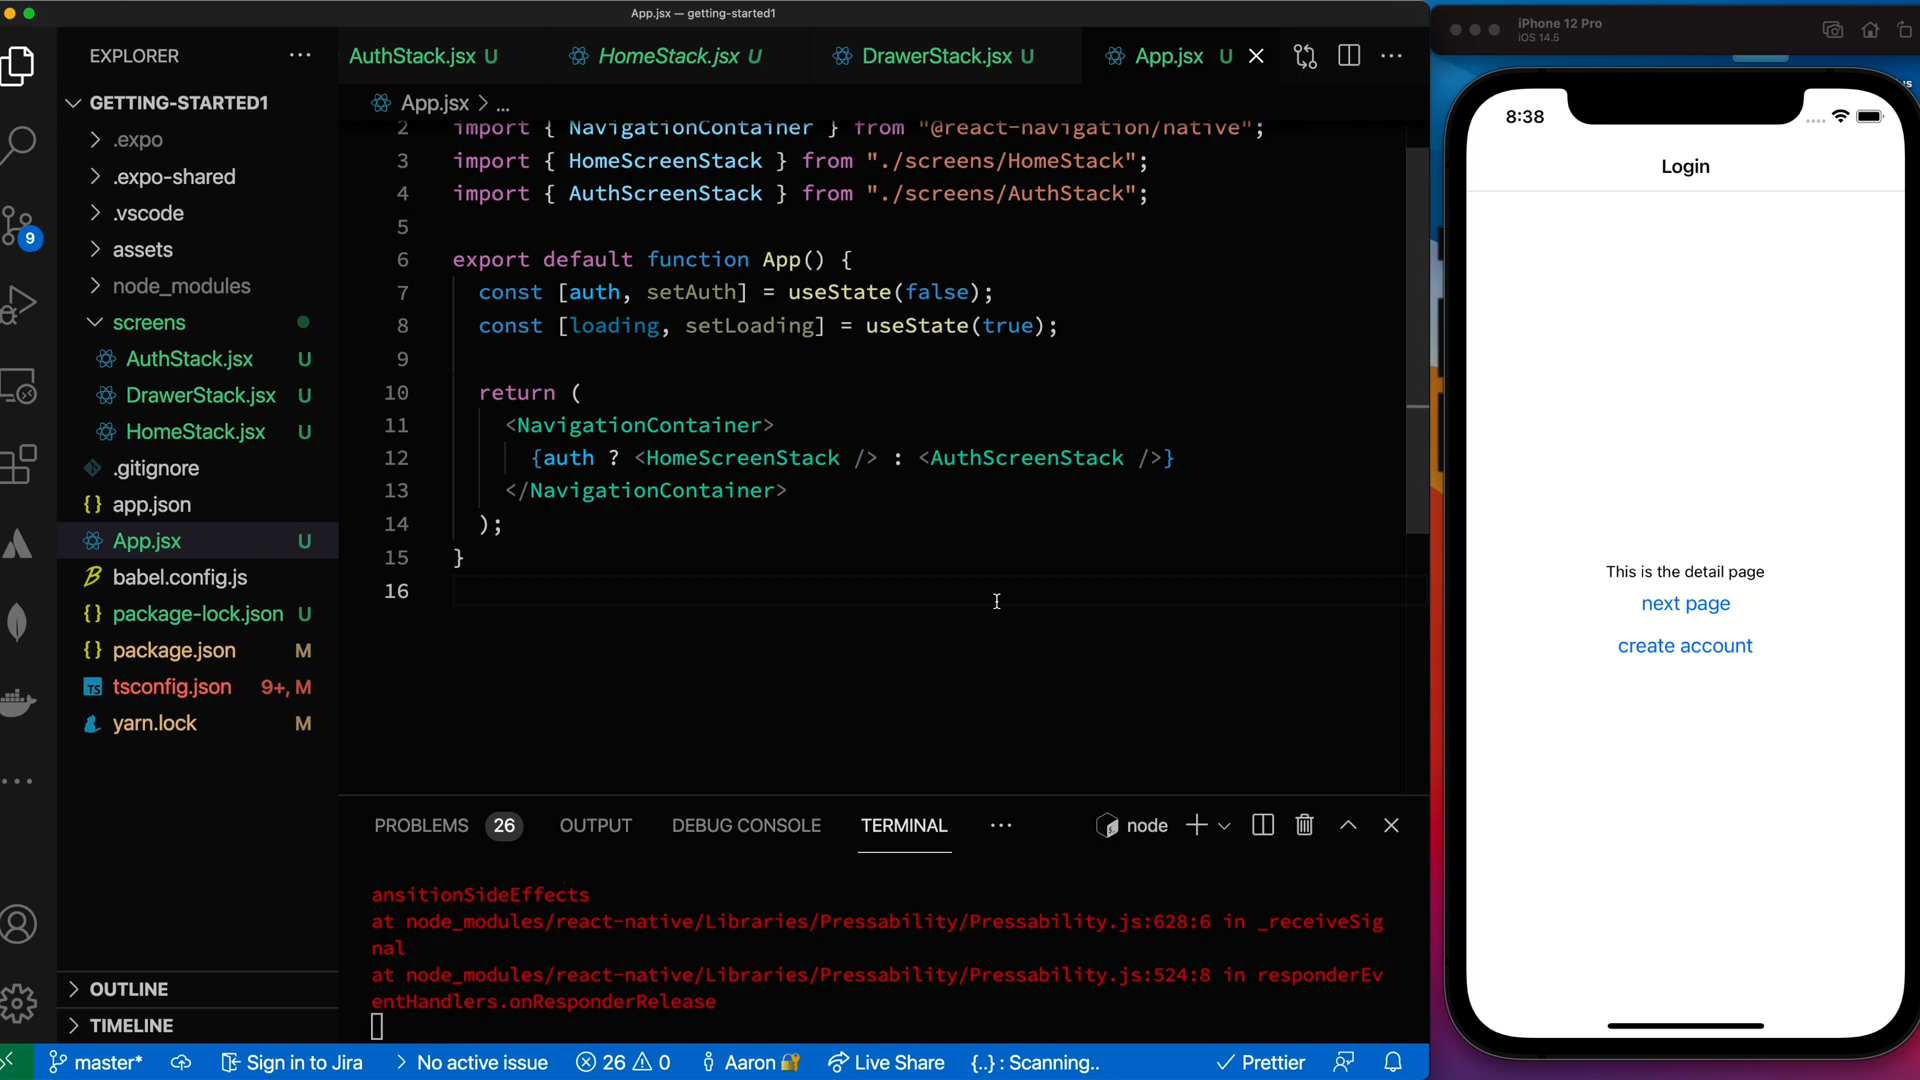 App.jsx — getting-started1
EXPLORER
GETTING-STARTED1
.expo
.expo-shared
.vscode
assets
node_modules
screens
AuthStack.jsx U
DrawerStack.jsx U
HomeStack.jsx U
.gitignore
app.json
App.jsx U
babel.config.js
package-lock.json U
package.json M
tsconfig.json 9+, M
yarn.lock M
OUTLINE
TIMELINE
9
AuthStack.jsx U
HomeStack.jsx U
DrawerStack.jsx U
App.jsx U
App.jsx > ...
2 import { NavigationContainer } from "@react-navigation/native";
3 import { HomeScreenStack } from "./screens/HomeStack";
4 import { AuthScreenStack } from "./screens/AuthStack";
5
6 export default function App() {
7 const [auth, setAuth] = useState(false);
8 const [loading, setLoading] = useState(true);
9
10 return (
11 <NavigationContainer>
12 {auth ? <HomeScreenStack /> : <AuthScreenStack />}
13 </NavigationContainer>
14 );
15 }
16
PROBLEMS 26 OUTPUT DEBUG CONSOLE TERMINAL ... node
ansitionSideEffects
at node_modules/react-native/Libraries/Pressability/Pressability.js:628:6 in _receiveSig
nal
at node_modules/react-native/Libraries/Pressability/Pressability.js:524:8 in responderEv
entHandlers.onResponderRelease
master* Sign in to Jira > No active issue 26 0 Aaron Live Share {..} : Scanning.. Prettier
iPhone 12 Pro
iOS 14.5
8:38
Login
This is the detail page
next page
create account